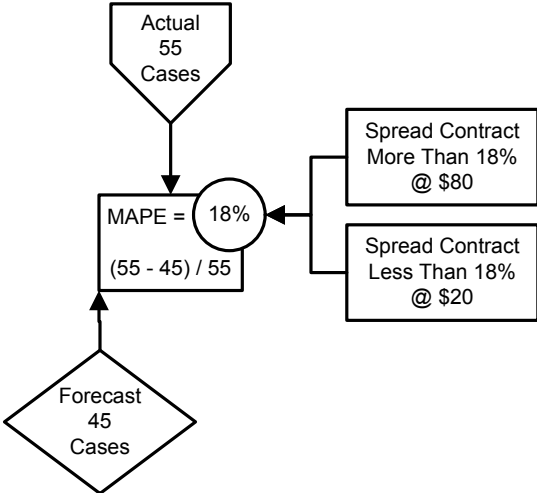 Actual
55
Cases
MAPE = 18%
(55 - 45) / 55
Spread Contract
More Than 18%
@ $80
Spread Contract
Less Than 18%
@ $20
Forecast
45
Cases